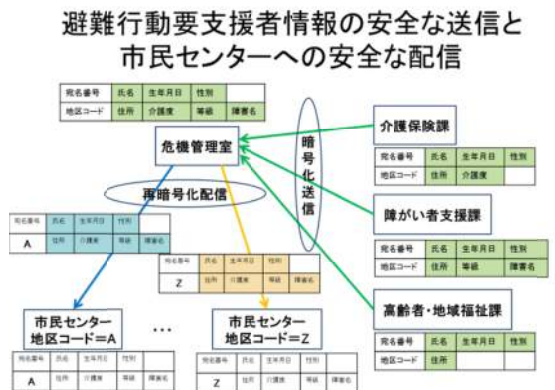 避難行動要支援者情報の安全な送信と
市民センターへの安全な配信
宛名番号 氏名 生年月日 性別
地区コード 住所 介護度 等級 障害名
危機管理室
暗号化送信
再暗号化配信
介護保険課
宛名番号 氏名 生年月日 性別
地区コード 住所 介護度
障がい者支援課
宛名番号 氏名 生年月日 性別
地区コード 住所 等級 障害名
高齢者・地域福祉課
宛名番号 氏名 生年月日 性別
地区コード 住所
宛名番号 氏名 生年月日 性別
A 住所 介護度 等級 障害名
宛名番号 氏名 生年月日 性別
Z 住所 介護度 等級 障害名
市民センター
地区コード=A
…
市民センター
地区コード=Z
宛名番号 氏名 生年月日 性別
A 住所 介護度 等級 障害名
宛名番号 氏名 生年月日 性別
Z 住所 介護度 等級 障害名